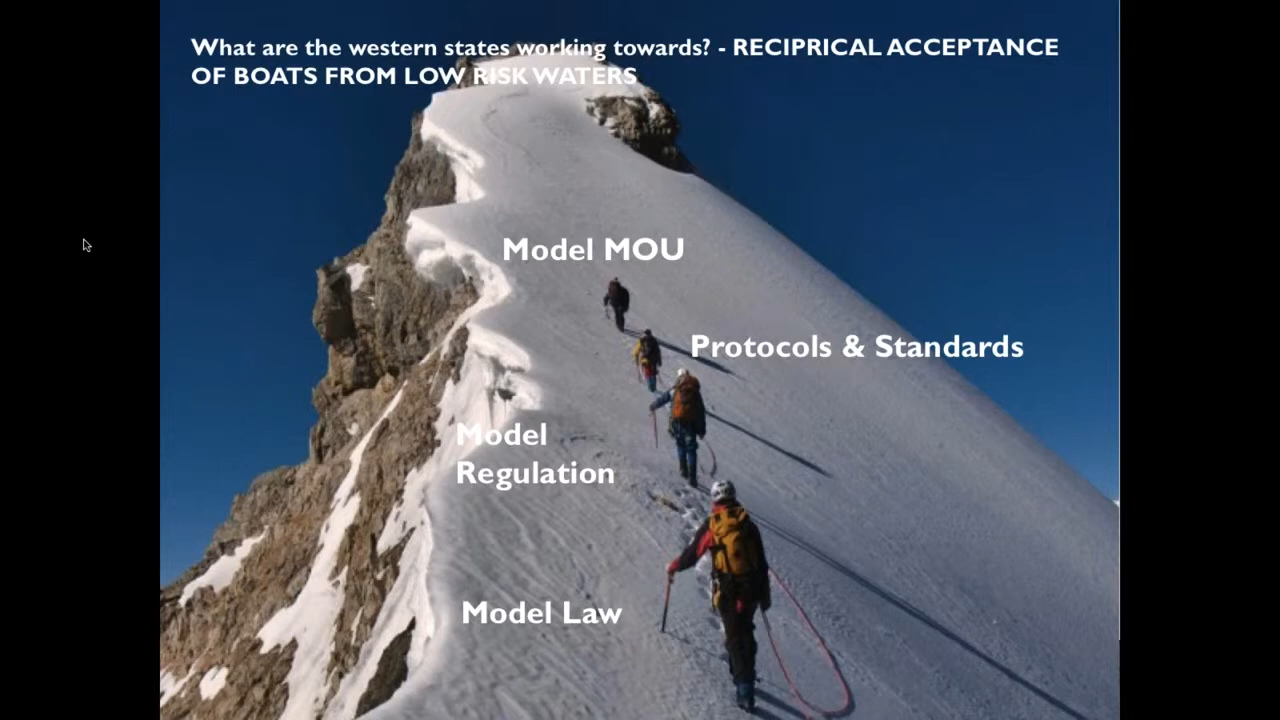 What are the western states working towards? - RECIPRICAL ACCEPTANCE
OF BOATS FROM LOW RISK WATERS
Model MOU
Protocols & Standards
Model
Regulation
Model Law